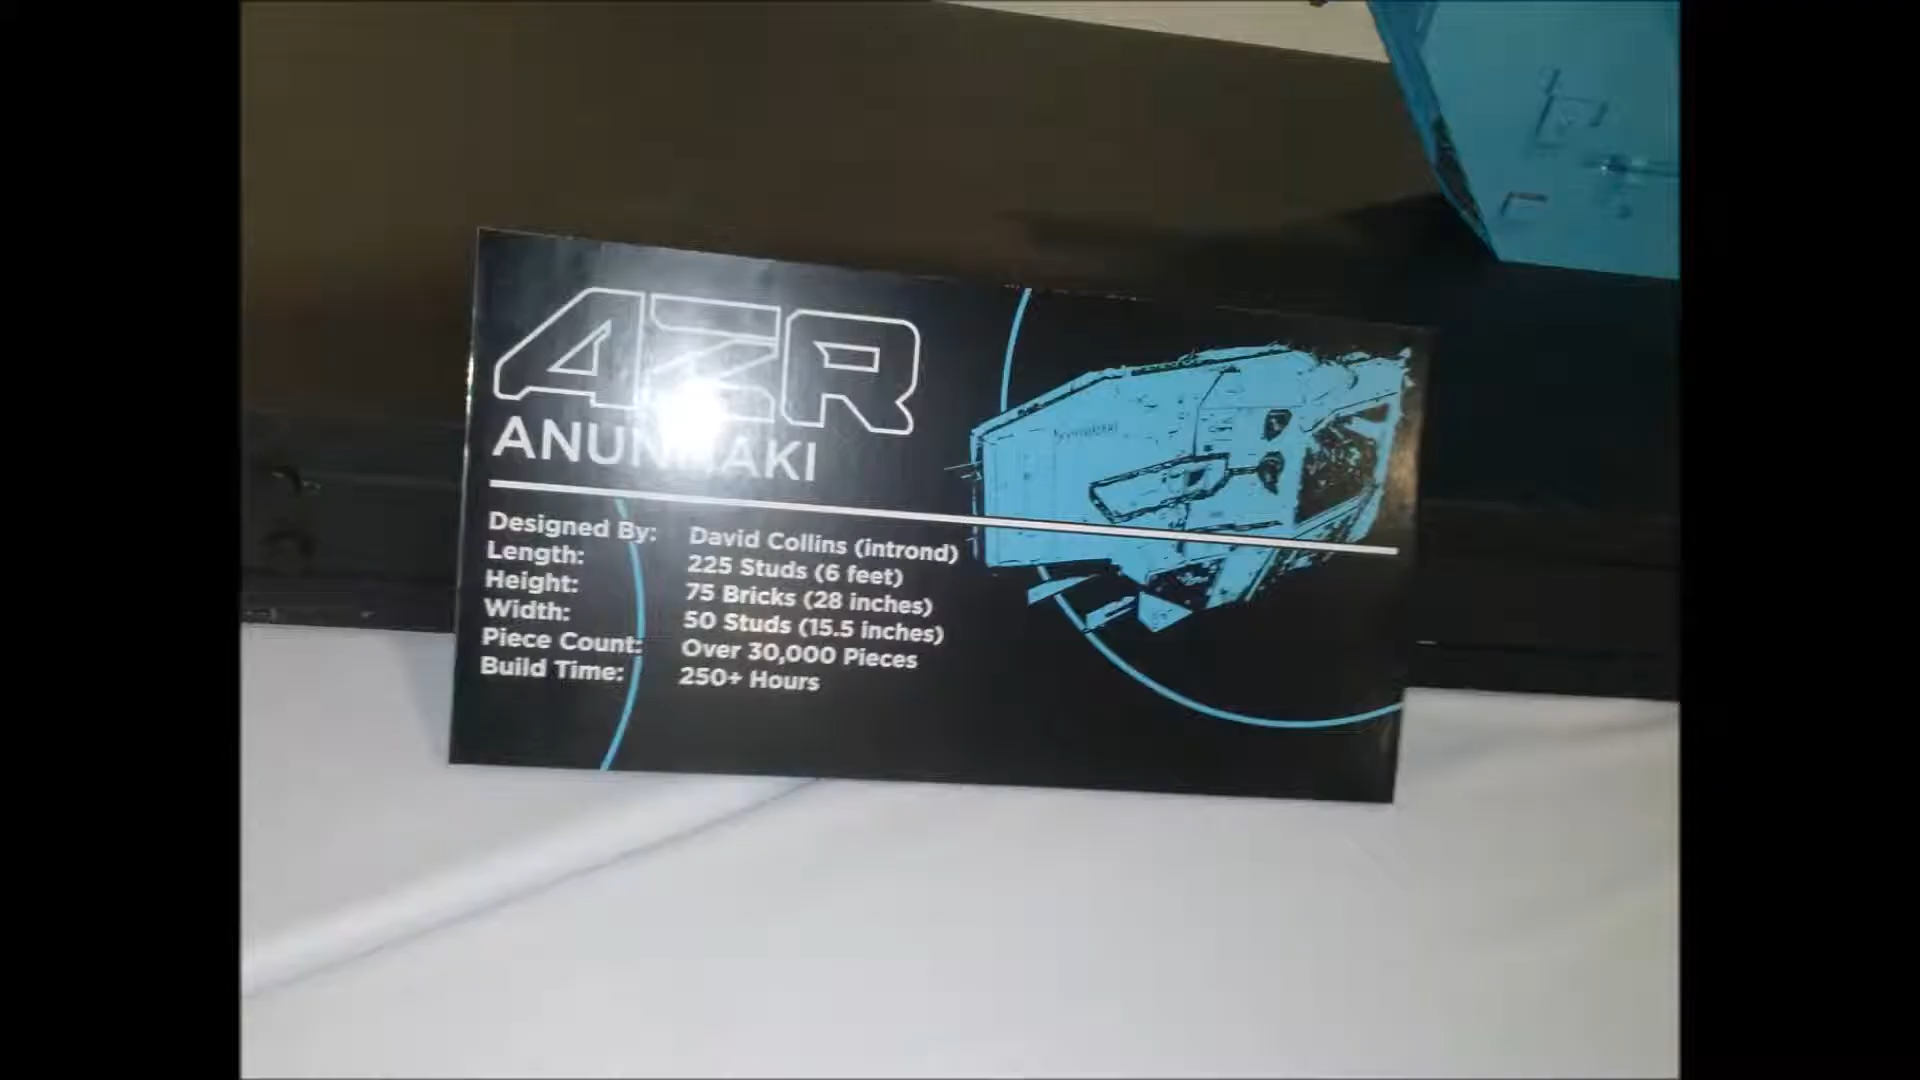 AZR
Designed By: David Collins (intrond)
Length: 225 Studs (6 feet)
Height: 75 Bricks (28 inches)
Width: 50 Studs (15.5 inches)
Piece Count: Over 30,000 Pieces
Build Time: 250+ Hours